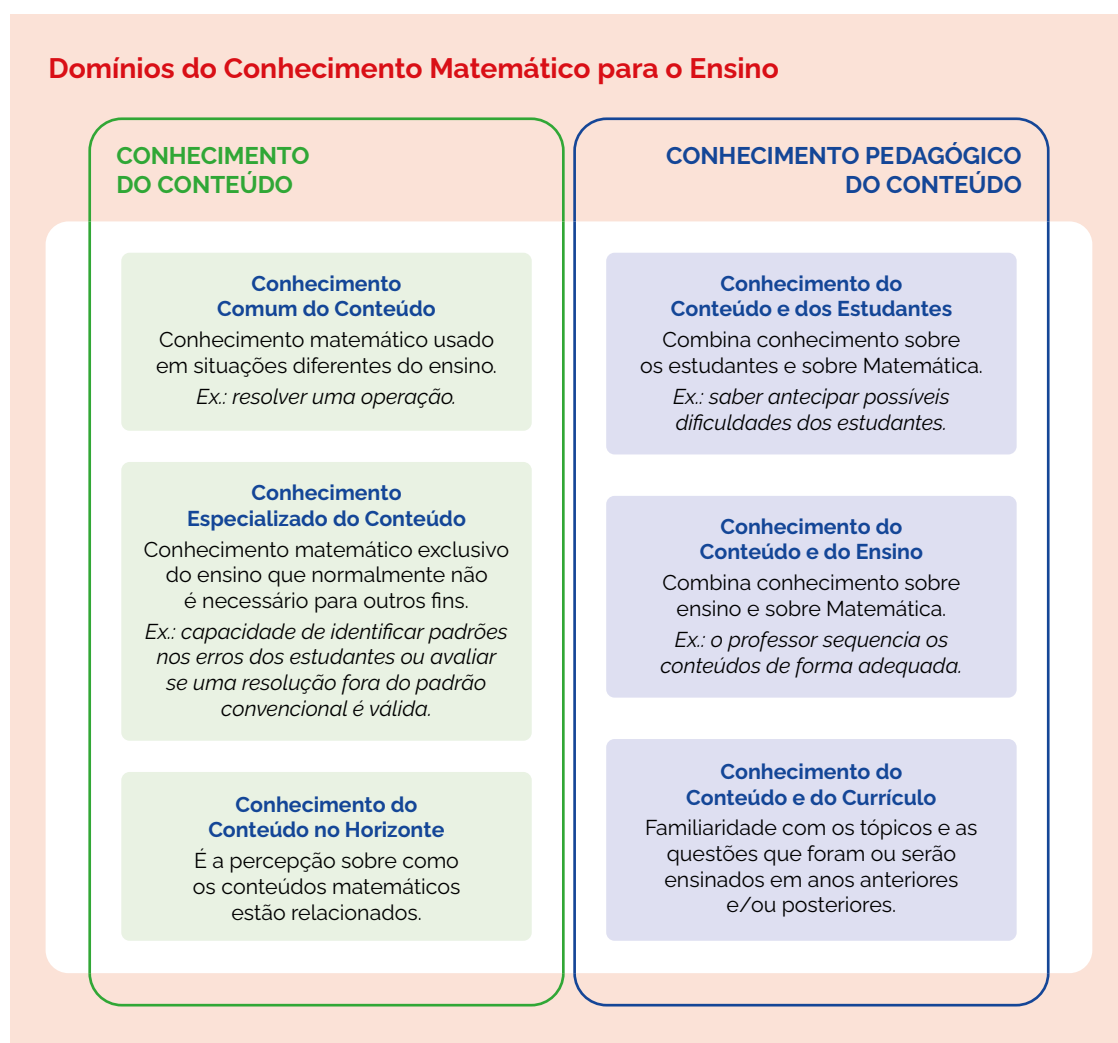 Domínios do Conhecimento Matemático para o Ensino
CONHECIMENTO
DO CONTEÚDO
Conhecimento
Comum do Conteúdo
Conhecimento matemático usado
em situações diferentes do ensino.
Ex.: resolver uma operação.
Conhecimento
Especializado do Conteúdo
Conhecimento matemático exclusivo
do ensino que normalmente não
é necessário para outros fins.
Ex.: capacidade de identificar padrões
nos erros dos estudantes ou avaliar
se uma resolução fora do padrão
convencional é válida.
Conhecimento do
Conteúdo no Horizonte
É a percepção sobre como
os conteúdos matemáticos
estão relacionados.
CONHECIMENTO PEDAGÓGICO
DO CONTEÚDO
Conhecimento do
Conteúdo e dos Estudantes
Combina conhecimento sobre
os estudantes e sobre Matemática.
Ex.: saber antecipar possíveis
dificuldades dos estudantes.
Conhecimento do
Conteúdo e do Ensino
Combina conhecimento sobre
ensino e sobre Matemática.
Ex.: o professor sequencia os
conteúdos de forma adequada.
Conhecimento do
Conteúdo e do Currículo
Familiaridade com os tópicos e as
questões que foram ou serão
ensinados em anos anteriores
e/ou posteriores.